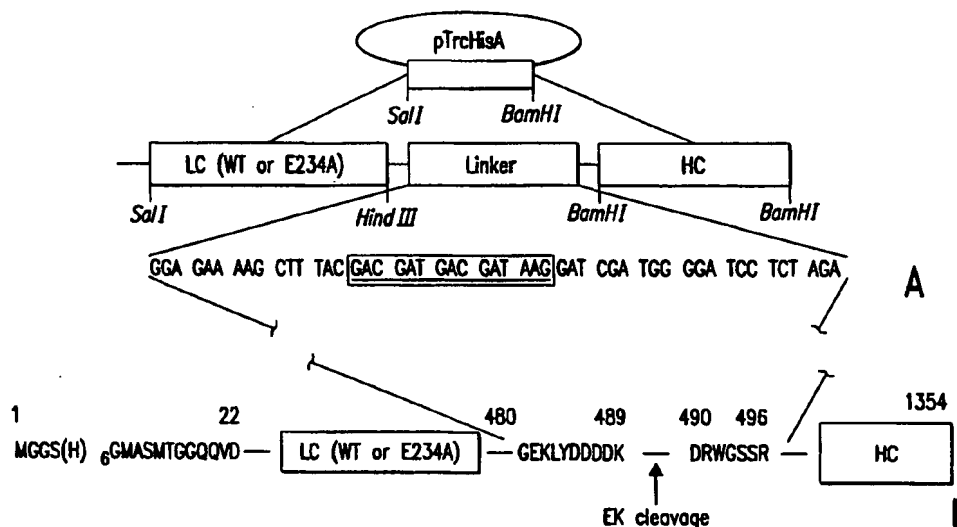 pTrcHisA
SalI BamHI
LC (WT or E234A) Linker HC
SalI Hind III BamHI BamHI
GGA GAA AAG CTT TAC GAC GAT GAC GAT AAG GAT CGA TGG GGA TCC TCT AGA
A
1 22 480 489 490 496 1354
MGGS(H) 6GMASMTGGQQVD LC (WT or E234A) GEKLYDDDDK DRWGSSR HC
EK cleavage